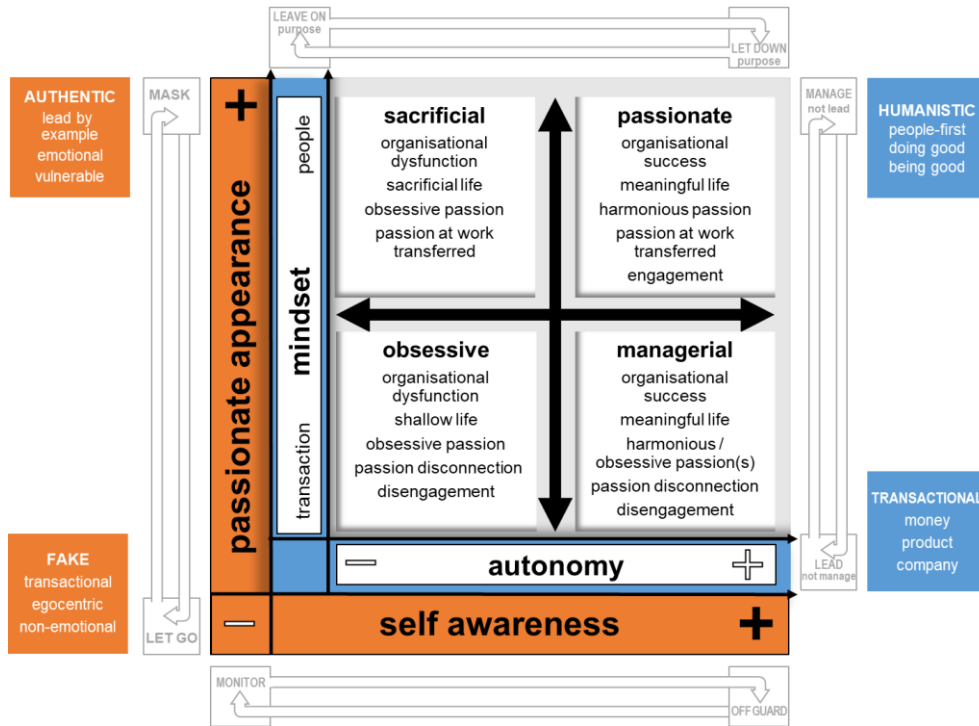 LEAVE ON
purpose
LET DOWN
purpose
AUTHENTIC
lead by
example
emotional
vulnerable
MASK
+
passionate appearance
people
mindset
transaction
sacrificial
organisational
dysfunction
sacrificial life
obsessive passion
passion at work
transferred
passionate
organisational
success
meaningful life
harmonious passion
passion at work
transferred
engagement
MANAGE
not lead
HUMANISTIC
people-first
doing good
being good
obsessive
organisational
dysfunction
shallow life
obsessive passion
passion disconnection
disengagement
managerial
organisational
success
meaningful life
harmonious /
obsessive passion(s)
passion disconnection
disengagement
TRANSACTIONAL
money
product
company
FAKE
transactional
egocentric
non-emotional
LET GO
− autonomy +
LEAD
not manage
− self awareness +
MONITOR
OFF GUARD